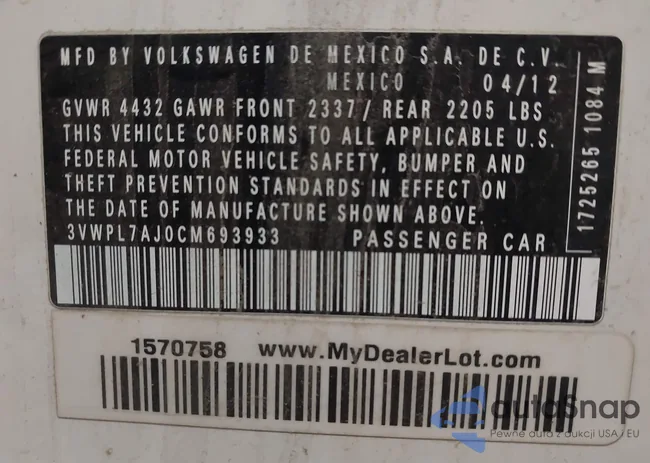 MFD BY VOLKSWAGEN DE MEXICO S.A. DE C.V.
MEXICO 04/12
GVWR 4432 GAWR FRONT 2337/ REAR 2205 LBS
THIS VEHICLE CONFORMS TO ALL APPLICABLE U.S.
FEDERAL MOTOR VEHICLE SAFETY, BUMPER AND
THEFT PREVENTION STANDARDS IN EFFECT ON
THE DATE OF MANUFACTURE SHOWN ABOVE.
3VWPL7AJ0CM693933 PASSENGER CAR
1725265 1084 M
1570758 www.MyDealerLot.com
autoSnap
Pewne auta z aukcji USA i EU